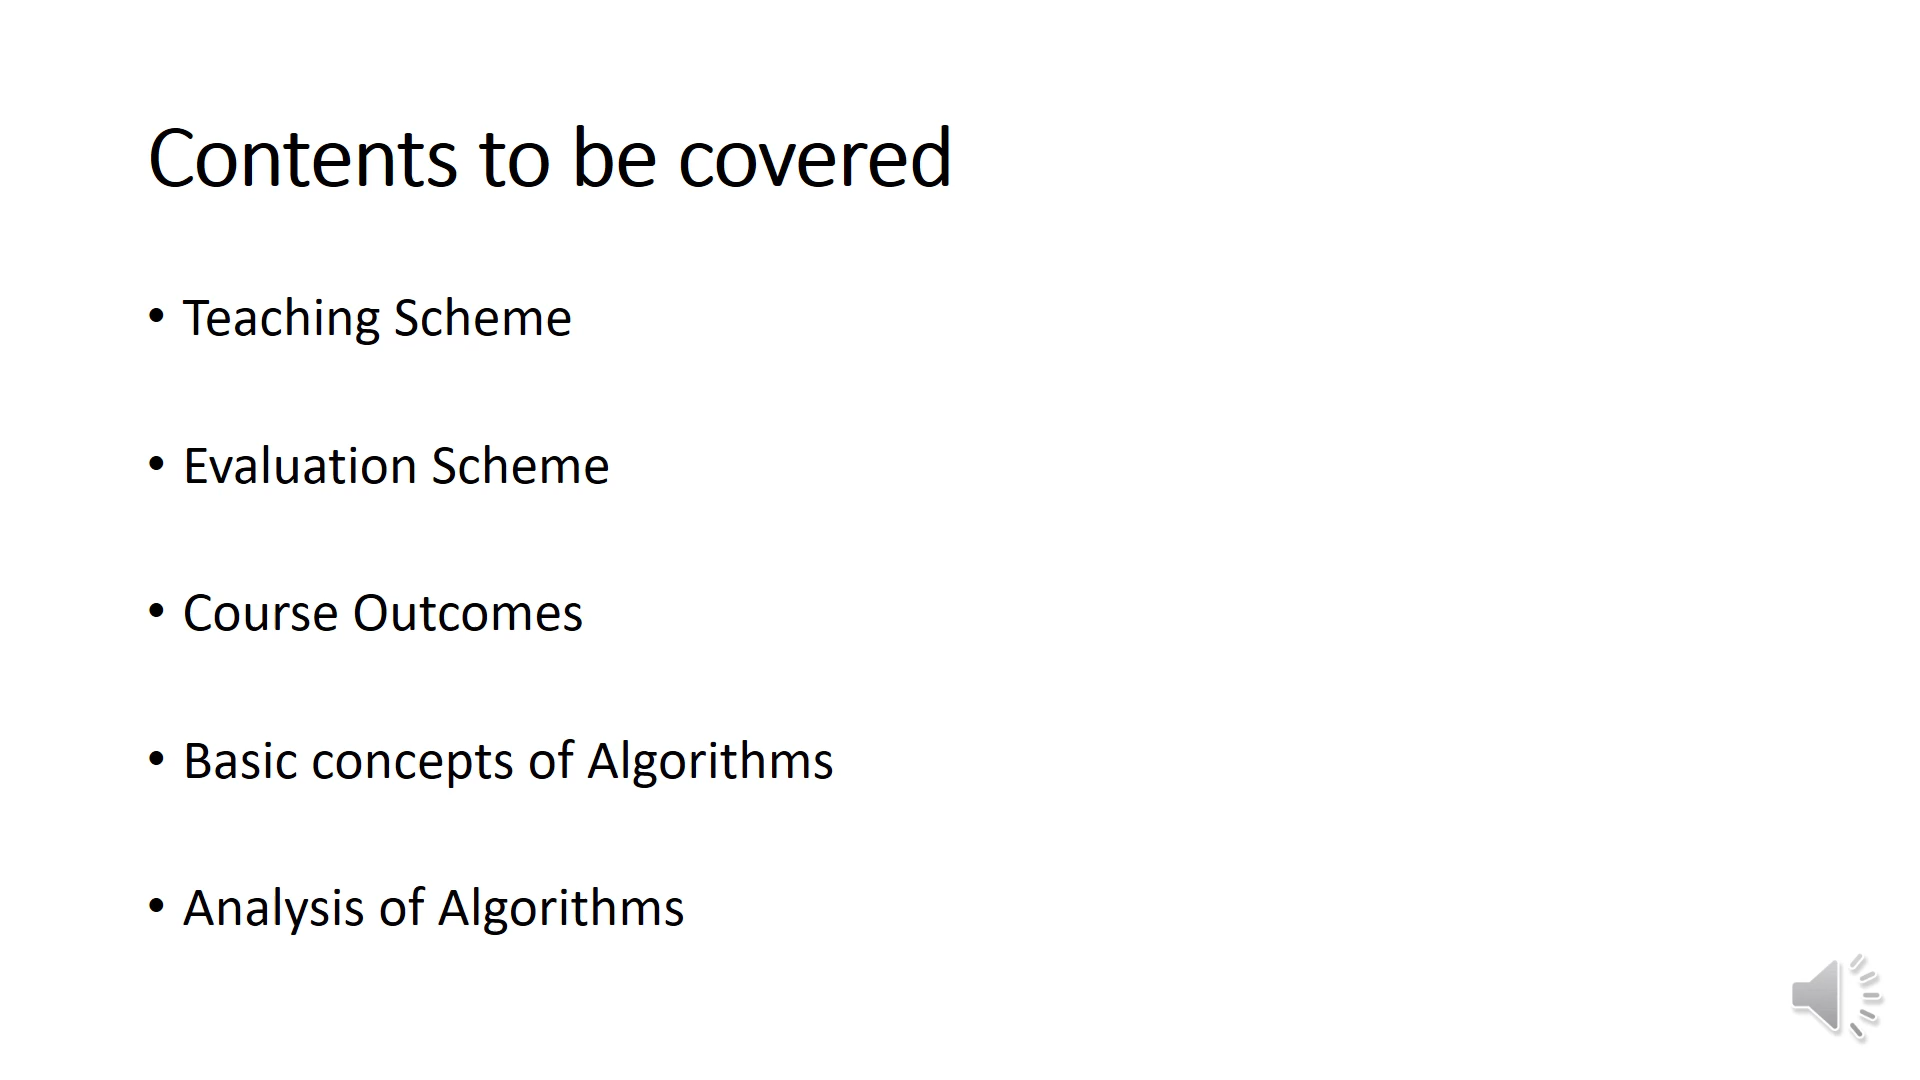 Contents to be covered
• Teaching Scheme
• Evaluation Scheme
• Course Outcomes
• Basic concepts of Algorithms
• Analysis of Algorithms